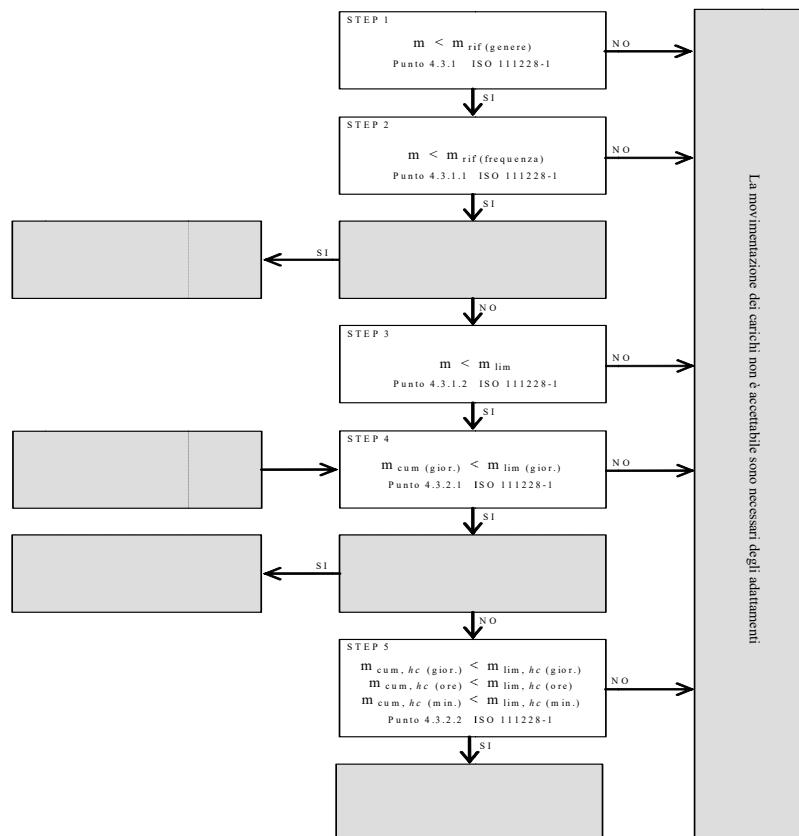 STEP 1
m < m rif (genere)
Punto 4.3.1 ISO 111228-1
NO
SI
STEP 2
m < m rif(frequenza)
Punto 4.3.1.1 ISO 111228-1
NO
SI
SI
NO
STEP 3
m < m lim
Punto 4.3.1.2 ISO 111228-1
NO
SI
STEP 4
m cum (gior.) < m lim (gior.)
Punto 4.3.2.1 ISO 111228-1
NO
SI
SI
NO
STEP 5
m cum, hc (gior.) < m lim, hc (gior.)
m cum, hc (ore) < m lim, hc (ore)
m cum, hc (min.) < m lim, hc (min.)
Punto 4.3.2.2 ISO 111228-1
NO
SI
La movimentazione dei carichi non è accettabile sono necessari degli adattamenti